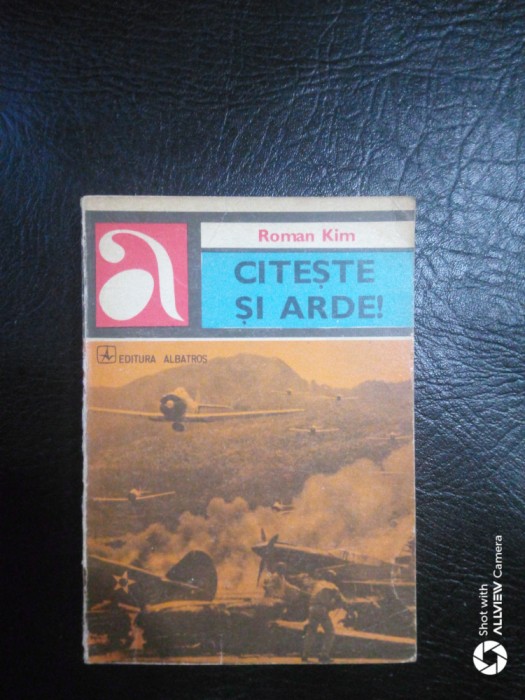 a
Roman Kim
CITEȘTE
ȘI ARDE!
EDITURA ALBATROS
Shot with
ALLVIEW Camera